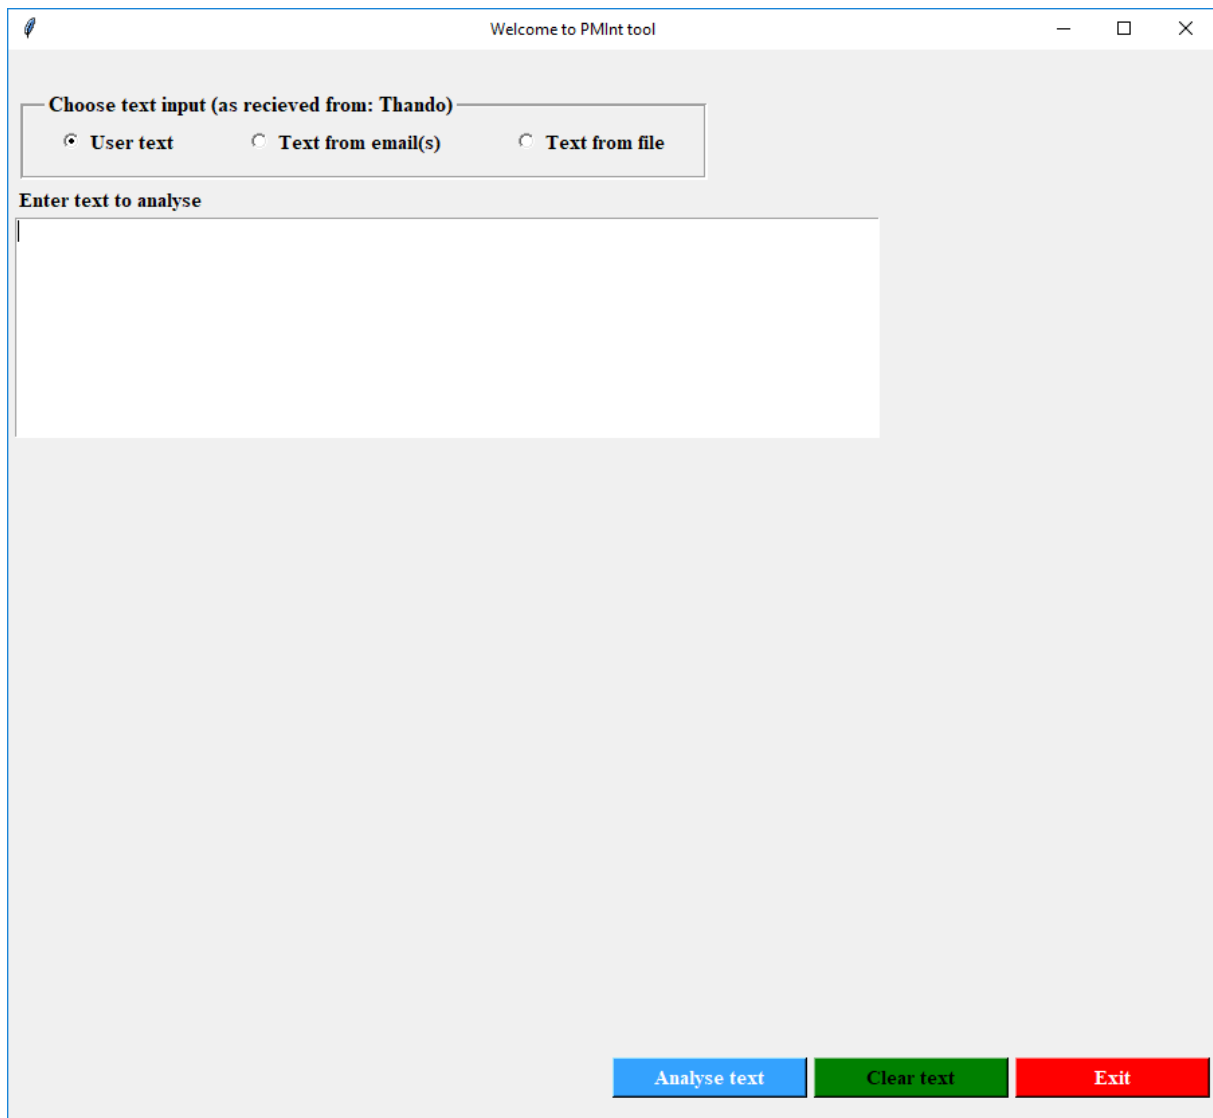 Welcome to PMInt tool
Choose text input (as recieved from: Thando)
User text Text from email(s) Text from file
Enter text to analyse
Analyse text Clear text Exit